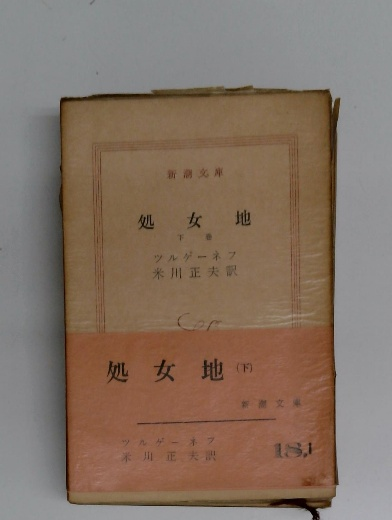 新潮文庫
処女地
下巻
ツルゲーネフ
米川正夫訳
処女地(下)
新潮文庫
ツルゲーネフ
米川正夫訳